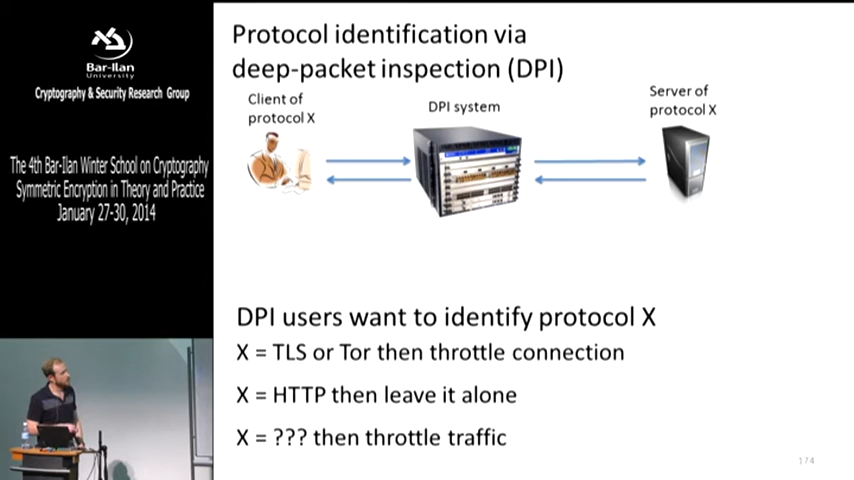 Bar-Ilan
University
Cryptography & Security Research Group
The 4th Bar-Ilan Winter School on Cryptography
Symmetric Encryption in Theory and Practice
January 27-30, 2014
Protocol identification via
deep-packet inspection (DPI)
Client of
protocol X
DPI system
Server of
protocol X
DPI users want to identify protocol X
X = TLS or Tor then throttle connection
X = HTTP then leave it alone
X = ??? then throttle traffic
174